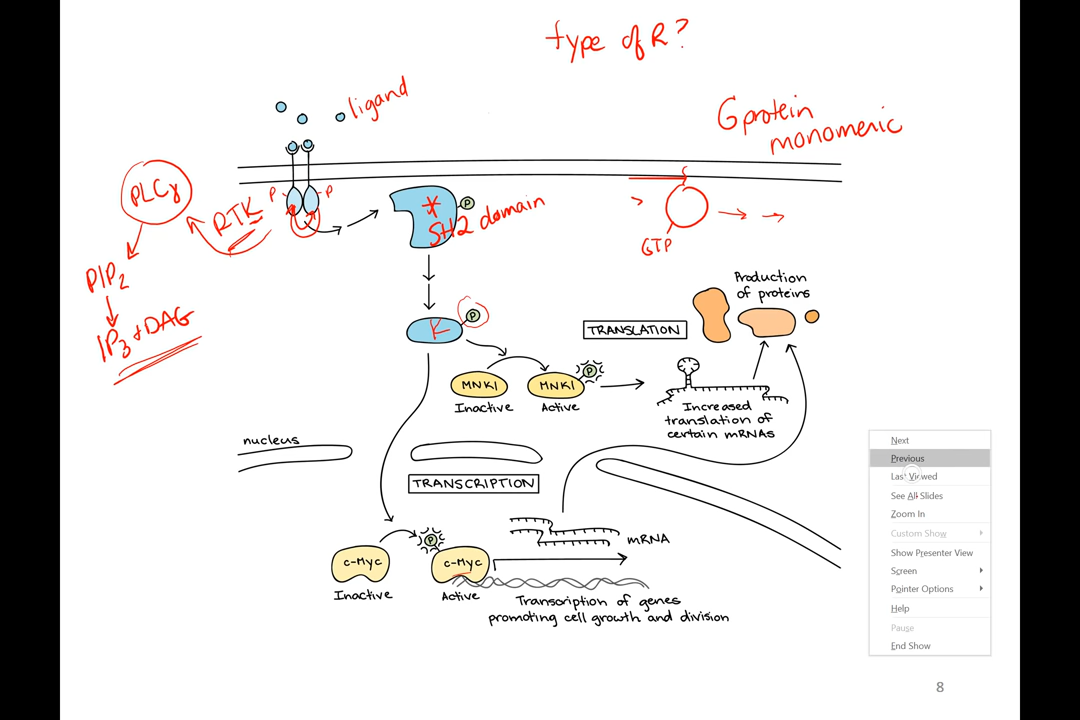 type of R?
ligand
G protein
monomeric
PLCγ
P
P
RTK
SH2 domain
P
GTP
PIP2
IP3 + DAG
K
P
Production
of proteins
TRANSLATION
MNK1
Inactive
MNK1
P
Active
Increased
translation of
certain mRNAs
nucleus
TRANSCRIPTION
c-Myc
Inactive
P
c-Myc
Active
mRNA
Transcription of genes
promoting cell growth and division
Next
Previous
Last Viewed
See All Slides
Zoom In
Custom Show
Show Presenter View
Screen
Pointer Options
Help
Pause
End Show
8